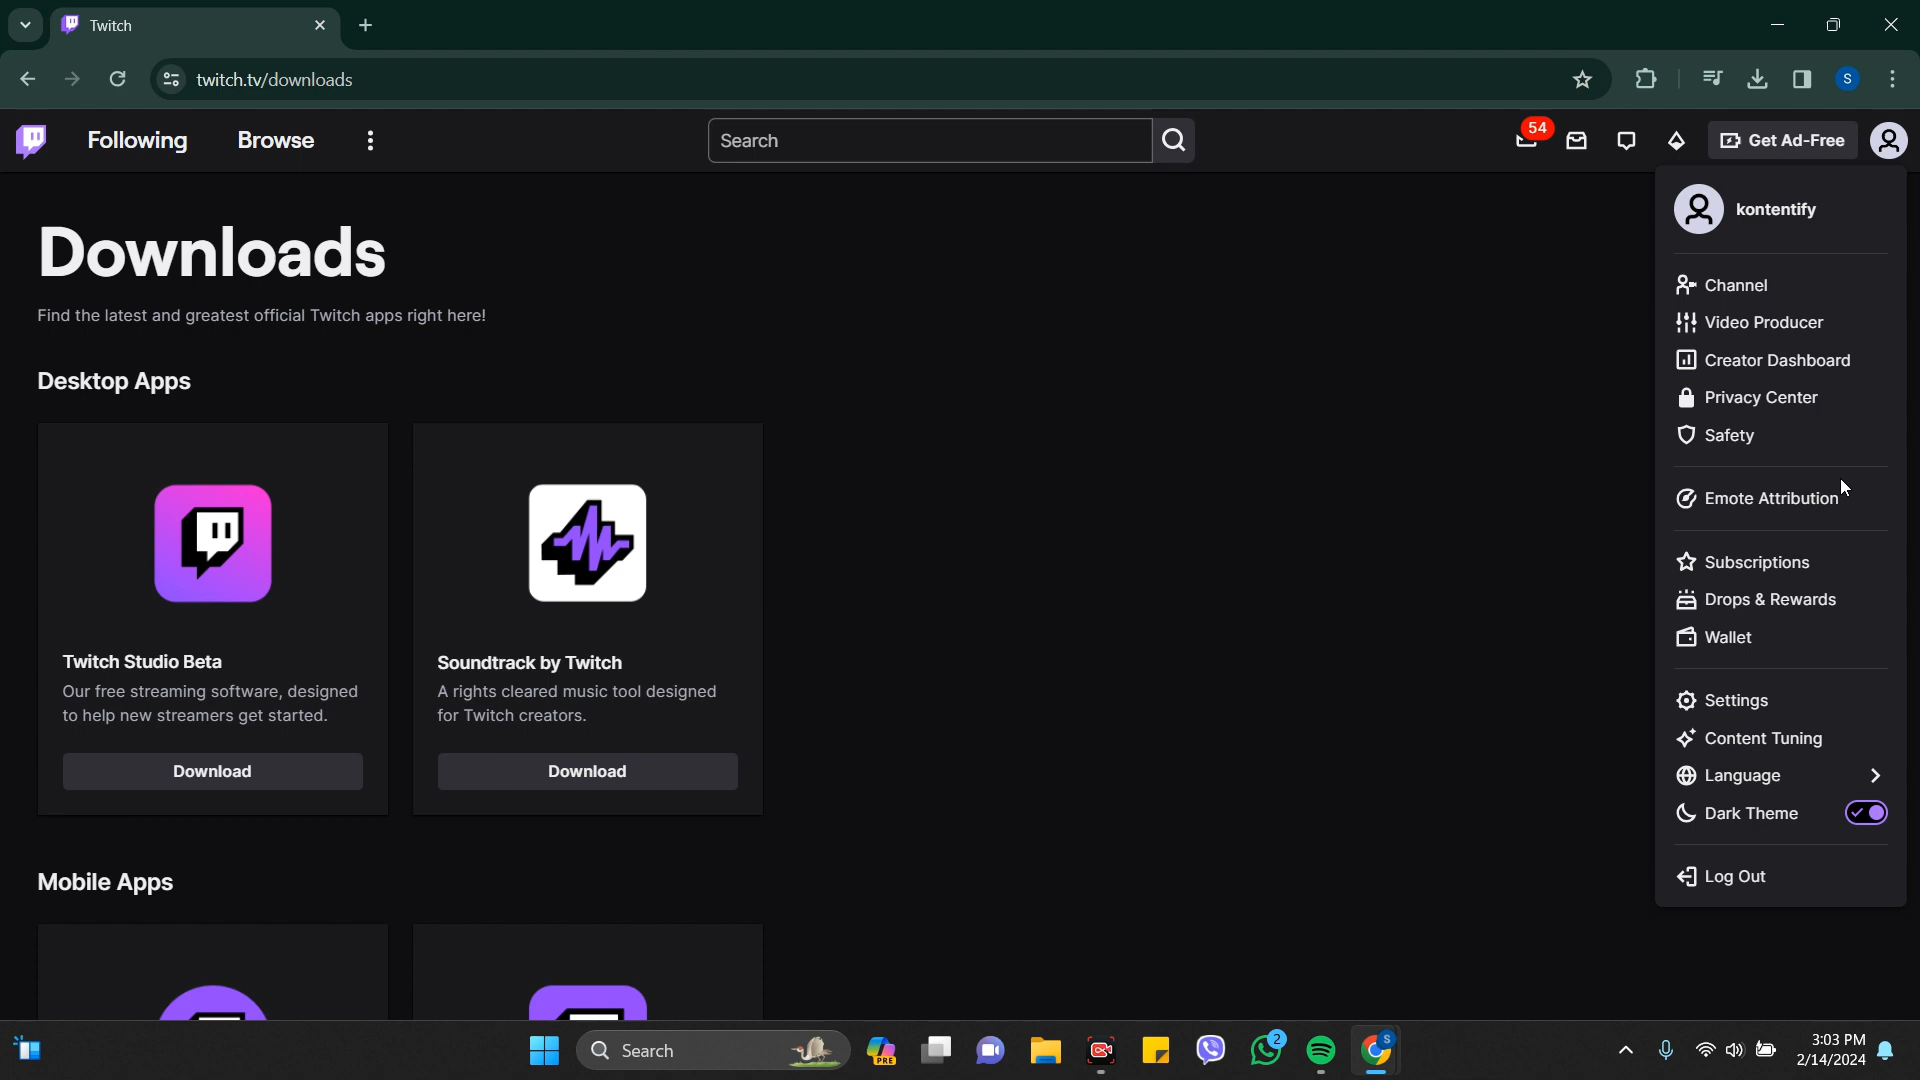 Twitch
twitch.tv/downloads
S
Following
Browse
Search
54
Get Ad-Free
kontentify
Downloads
Find the latest and greatest official Twitch apps right here!
Desktop Apps
Channel
Video Producer
Creator Dashboard
Privacy Center
Safety
Emote Attribution
Subscriptions
Drops & Rewards
Wallet
Settings
Content Tuning
Language
Dark Theme
Log Out
Twitch Studio Beta
Our free streaming software, designed
to help new streamers get started.
Download
Soundtrack by Twitch
A rights cleared music tool designed
for Twitch creators.
Download
Mobile Apps
Search
PRE
2
S
3:03 PM
2/14/2024